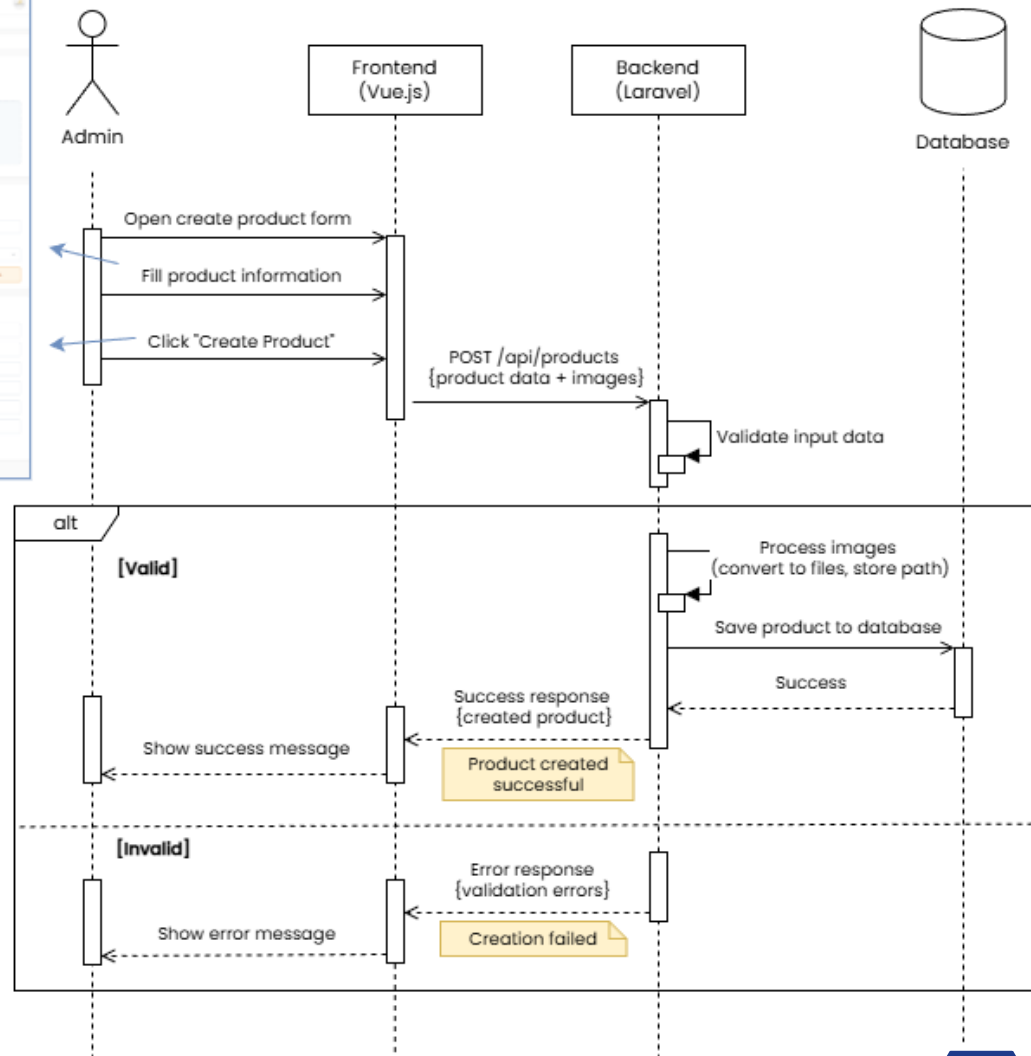 Admin
Frontend
(Vue.js)
Backend
(Laravel)
Database
Open create product form
Fill product information
Click "Create Product"
POST /api/products
{product data + images}
Validate input data
alt
[Valid]
Process images
(convert to files, store path)
Save product to database
Success
Success response
{created product}
Product created
successful
Show success message
[Invalid]
Error response
{validation errors}
Creation failed
Show error message